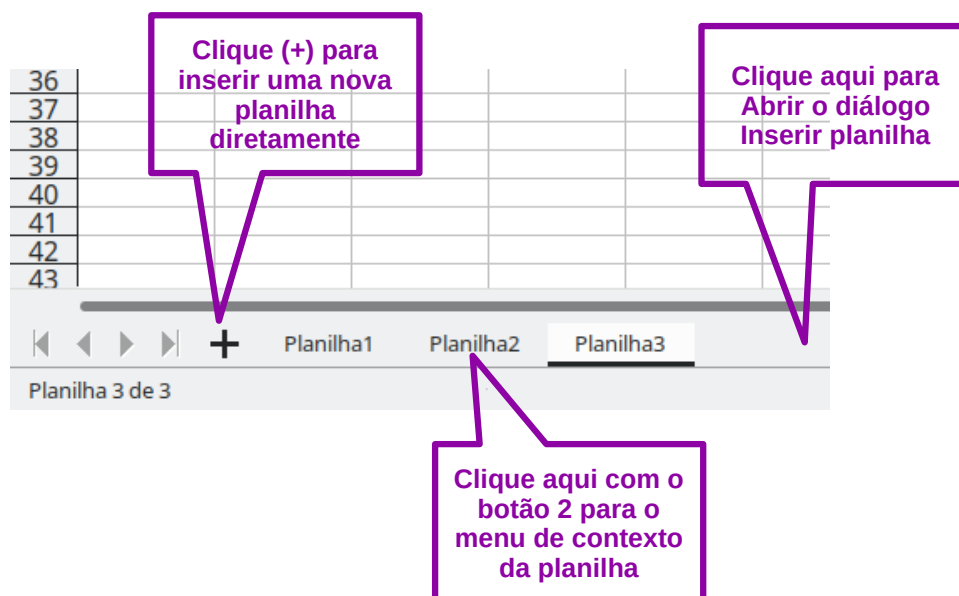 Clique (+) para
inserir uma nova
planilha
diretamente
Clique aqui para
Abrir o diálogo
Inserir planilha
36
37
38
39
40
41
42
43
Planilha1
Planilha2
Planilha3
Planilha 3 de 3
Clique aqui com o
botão 2 para o
menu de contexto
da planilha